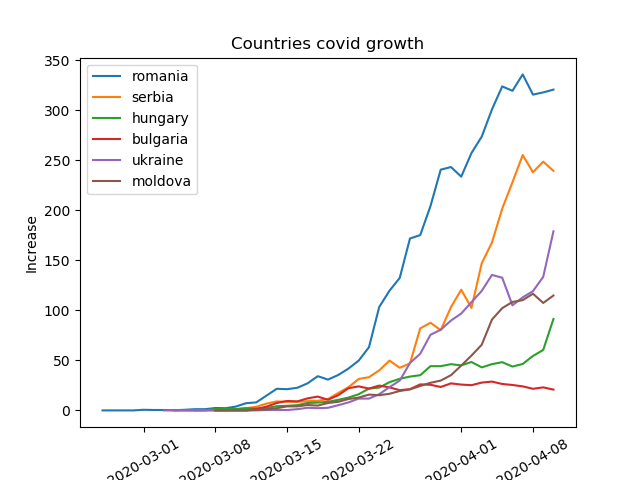 Countries covid growth
350
300
250
200
150
100
50
0
Increase
romania
serbia
hungary
bulgaria
ukraine
moldova
2020-03-01
2020-03-08
2020-03-15
2020-03-22
2020-04-01
2020-04-08